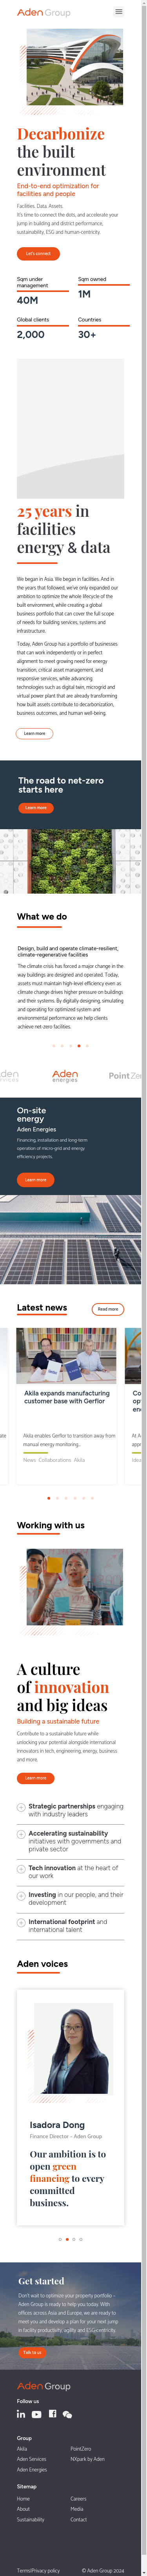 Aden Group
Decarbonize
the built
environment
End-to-end optimization for
facilities and people
Facilities. Data. Assets.
It's time to connect the dots, and accelerate your
jump in building and district performance,
sustainability, ESG and human-centricity.
Let's connect
Sqm under
management
40M
Sqm owned
1M
Global clients
2,000
Countries
30+
25 years in
facilities
energy & data
We began in Asia. We began in facilities. And in
the years that followed, we've only expanded our
ambition to optimize the whole lifecycle of the
built environment, while creating a global
business portfolio that can cover the full scope of
what we need for building services, systems and
infrastructure.
Today, Aden Group has a portfolio of businesses
that work independently or in perfect
alignment to meet growing need for energy
transition, critical asset management, and
manpower services, while also leveraging
technologies such as digital twin, microgrid and
virtual power plant that are already transforming
how built assets contribute to decarbonization,
business outcomes, and human well-being.
Learn more
The road to net-zero
starts here
Learn more
What we do
Design, build and operate climate-resilient,
climate-regenerative facilities
The climate crisis has forced a major change in the
way buildings are designed and operated. Today,
assets must maintain high-level efficiency even as
climate change pushes higher pressure on buildings
and energy systems. By digitally designing, simulating
and operating for optimized system and
environmental performance we help clients
achieve net-zero facilities.
den
ervices
Aden
energies
PointZer
On-site
energy
Aden Energies
Financing, installation and long-term
operation of micro-grid and energy
efficiency projects.
Learn more
Latest news
Read more
Akila expands manufacturing
customer base with Gerflor
Akila enables Gerflor to transition away from
manual energy monitoring...
News Collaborations Akila
Working with us
A culture
of innovation
and big ideas
Building a sustainable future
Contribute to a sustainable future while
unlocking your potential alongside international
innovators in tech, engineering, energy, business
and more.
Learn more
Strategic partnerships engaging
with industry leaders
Accelerating sustainability
initiatives with governments and
private sector
Tech innovation at the heart of
our work
Investing in our people, and their
development
International footprint and
international talent
Aden voices
Isadora Dong
Finance Director – Aden Group
Our ambition is to
open green
financing to every
committed
business.
Get started
Don't wait to optimise your property portfolio –
Aden Group is ready to help you today. With
offices across Asia and Europe, we are ready to
meet you and you develop a plan for your next jump
in facility productivity, agility, and ESG-centricity.
Talk to us
Aden Group
Follow us
Group
Akila
PointZero
Aden Services
NXpark by Aden
Aden Energies
Sitemap
Home
Careers
About
Media
Sustainability
Contact
Terms|Privacy policy
© Aden Group 2024